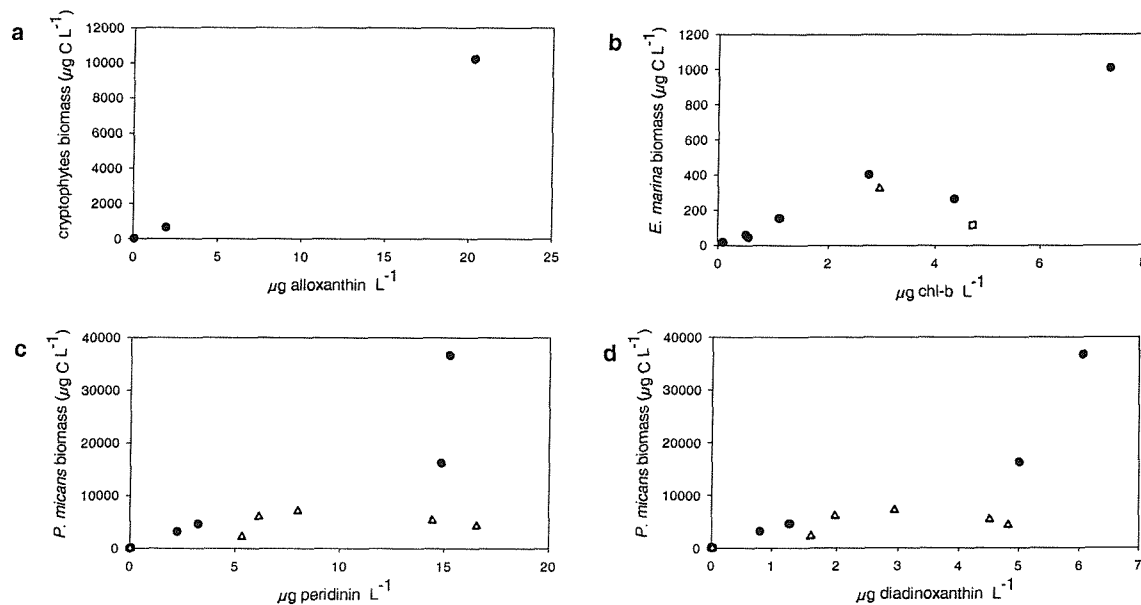 a
cryptophytes biomass (µg C L-1)
12000
10000
8000
6000
4000
2000
0
0 5 10 15 20 25
µg alloxanthin L-1
b
E. marina biomass (µg C L-1)
1200
1000
800
600
400
200
0
0 2 4 6 8
µg chl-b L-1
c
P. micans biomass (µg C L-1)
40000
30000
20000
10000
0
0 5 10 15 20
µg peridinin L-1
d
P. micans biomass (µg C L-1)
40000
30000
20000
10000
0
0 1 2 3 4 5 6 7
µg diadinoxanthin L-1